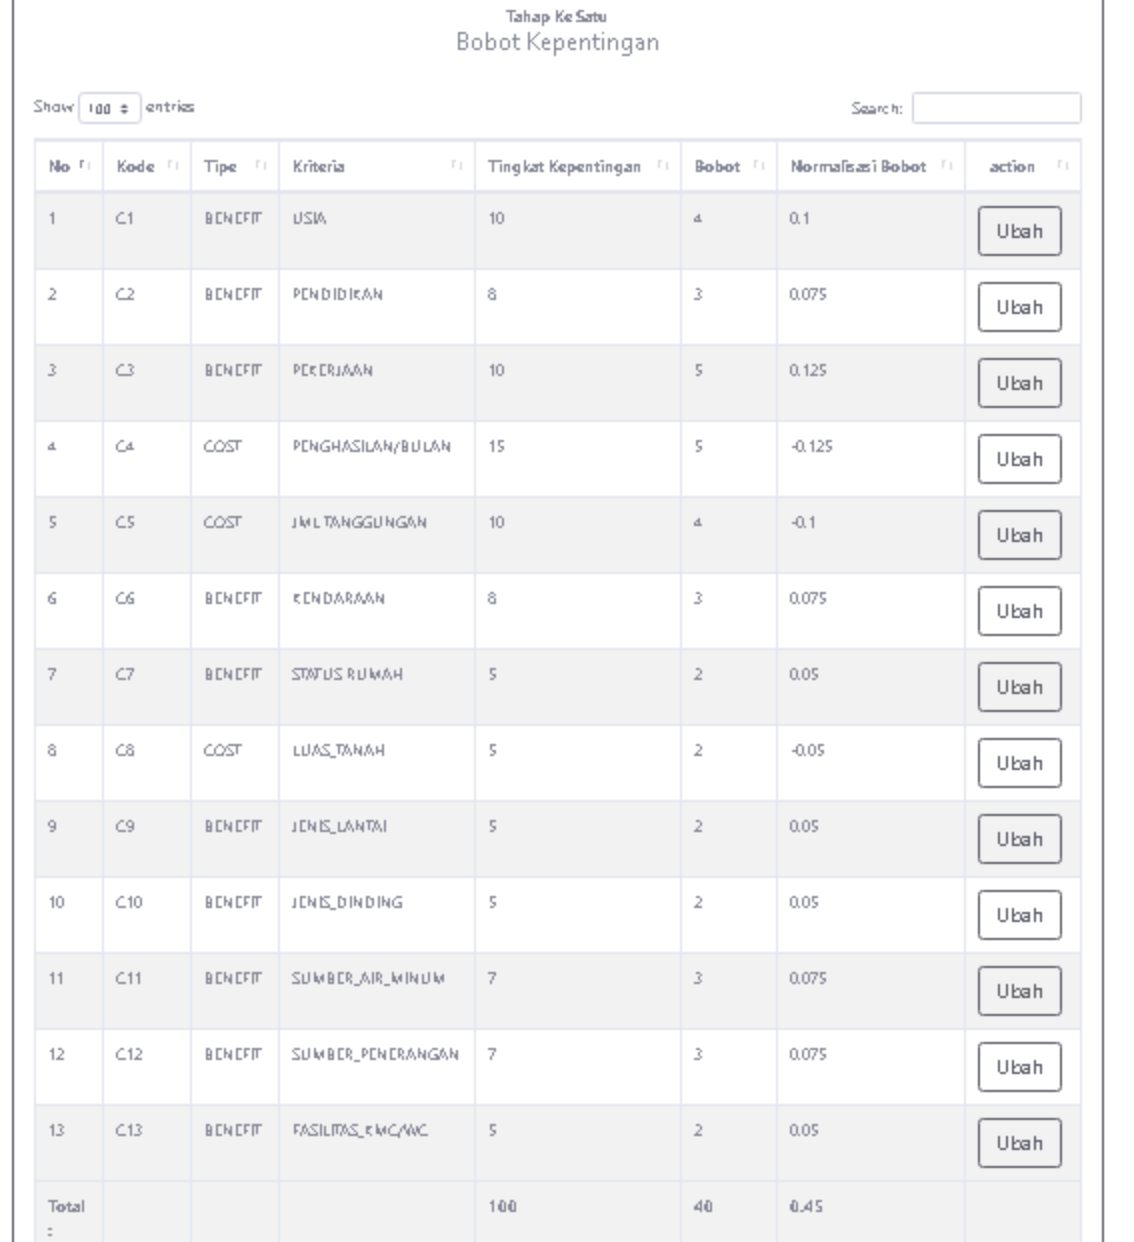 Tahap Ke Satu
Bobot Kepentingan
Show 100 entries Search:
No Kode Tipe Kriteria Tingkat Kepentingan Bobot Normalisasi Bobot action
1 C1 BENEFIT USIA 10 4 0.1 Ubah
2 C2 BENEFIT PENDIDIKAN 8 3 0.075 Ubah
3 C3 BENEFIT PEKERJAAN 10 5 0.125 Ubah
4 C4 COST PENGHASILAN/BULAN 15 5 -0.125 Ubah
5 C5 COST JML TANGGUNGAN 10 4 -0.1 Ubah
6 C6 BENEFIT KENDARAAN 8 3 0.075 Ubah
7 C7 BENEFIT STATUS RUMAH 5 2 0.05 Ubah
8 C8 COST LUAS_TANAH 5 2 -0.05 Ubah
9 C9 BENEFIT JENIS_LANTAI 5 2 0.05 Ubah
10 C10 BENEFIT JENIS_DINDING 5 2 0.05 Ubah
11 C11 BENEFIT SUMBER_AIR_MINUM 7 3 0.075 Ubah
12 C12 BENEFIT SUMBER_PENERANGAN 7 3 0.075 Ubah
13 C13 BENEFIT FASILITAS_KMC/WC 5 2 0.05 Ubah
Total 100 40 0.45
: